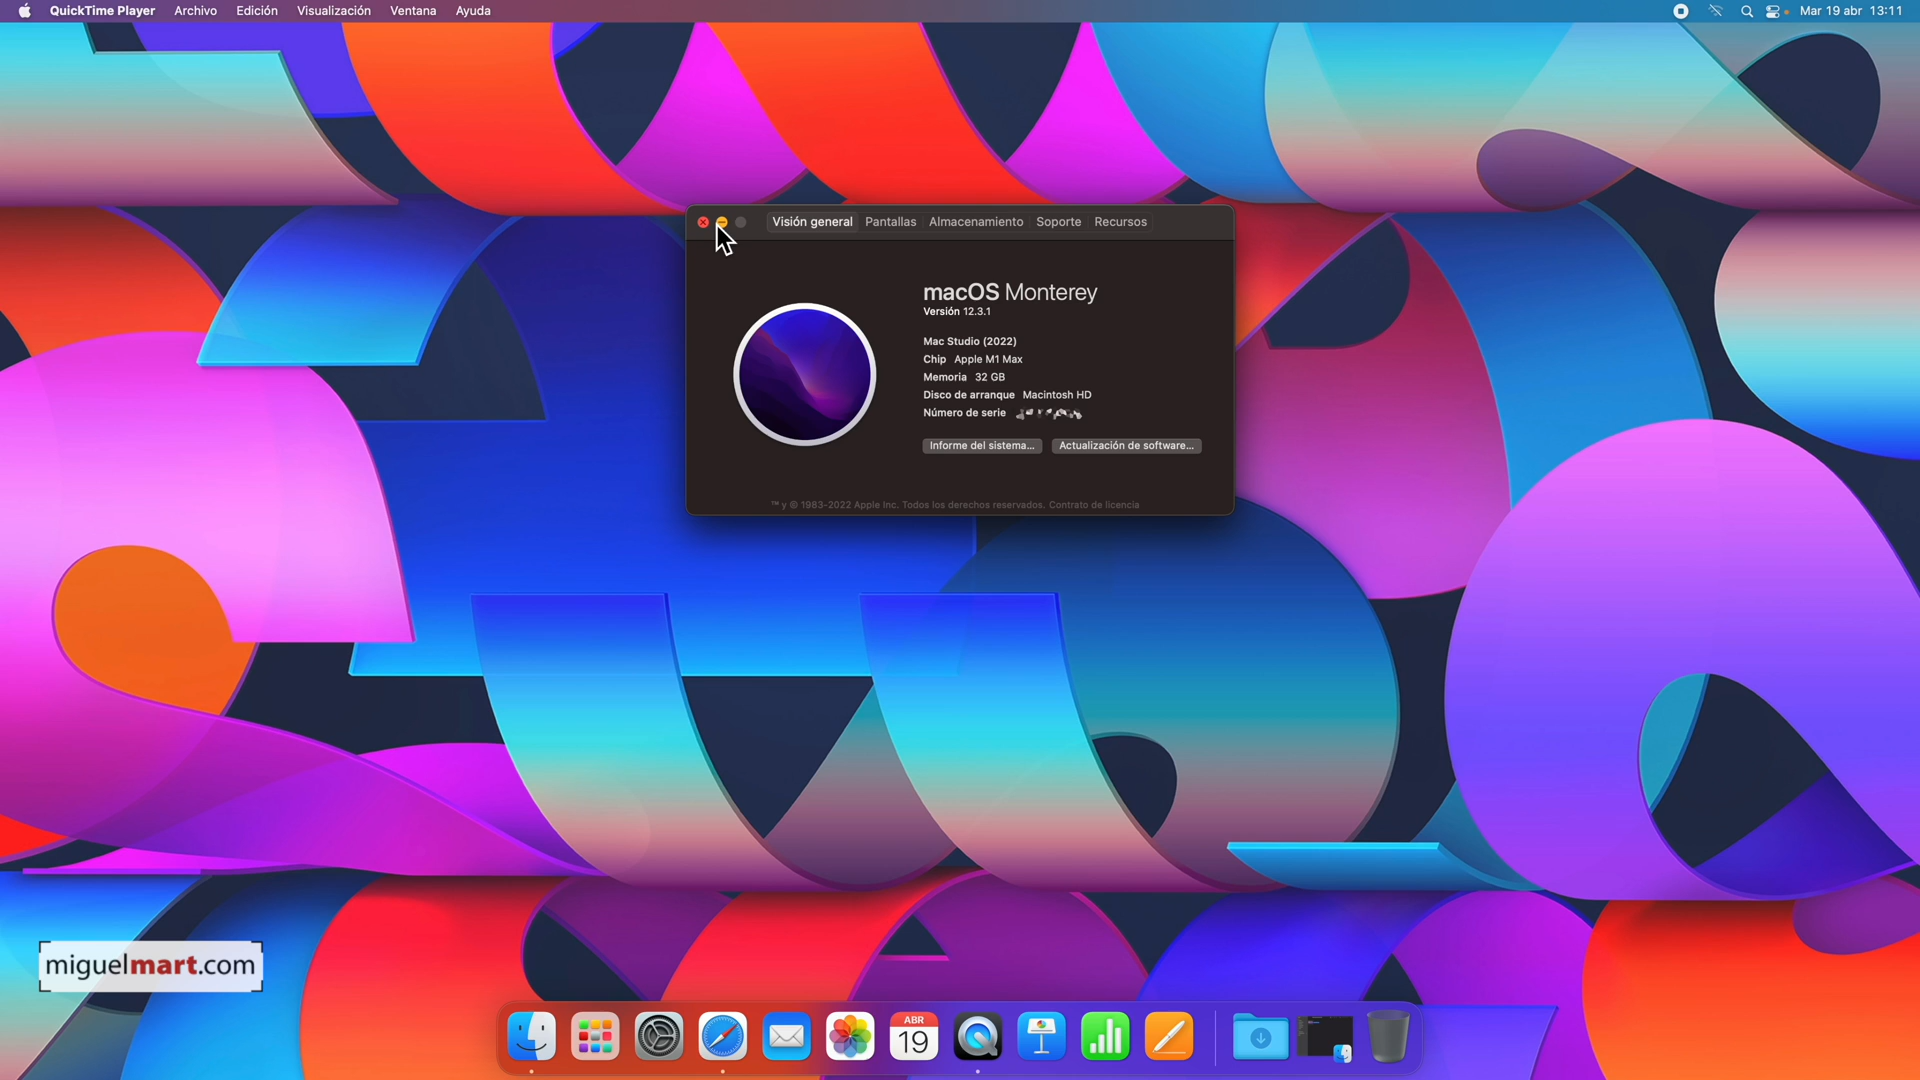 QuickTime Player Archivo Edición Visualización Ventana Ayuda Mar 19 abr 13:11
Visión general Pantallas Almacenamiento Soporte Recursos
macOS Monterey
Versión 12.3.1
Mac Studio (2022)
Chip Apple M1 Max
Memoria 32 GB
Disco de arranque Macintosh HD
Número de serie
Informe del sistema... Actualización de software...
™ y © 1983-2022 Apple Inc. Todos los derechos reservados. Contrato de licencia
miguelmart.com
ABR
19